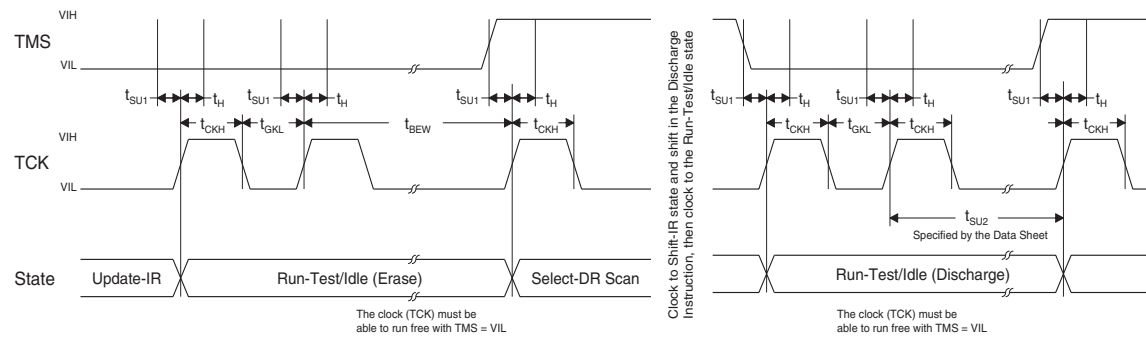 VIH
TMS
VIL
tSU1 tH tSU1 tH tSU1 tH
tCKH tGKL tBEW tCKH
VIH
TCK
VIL
State Update-IR Run-Test/Idle (Erase) Select-DR Scan
The clock (TCK) must be
able to run free with TMS = VIL
Clock to Shift-IR state and shift in the Discharge
Instruction, then clock to the Run-Test/Idle state
tSU1 tH tSU1 tH tSU1 tH
tCKH tGKL tCKH tCKH
tSU2
Specified by the Data Sheet
Run-Test/Idle (Discharge)
The clock (TCK) must be
able to run free with TMS = VIL